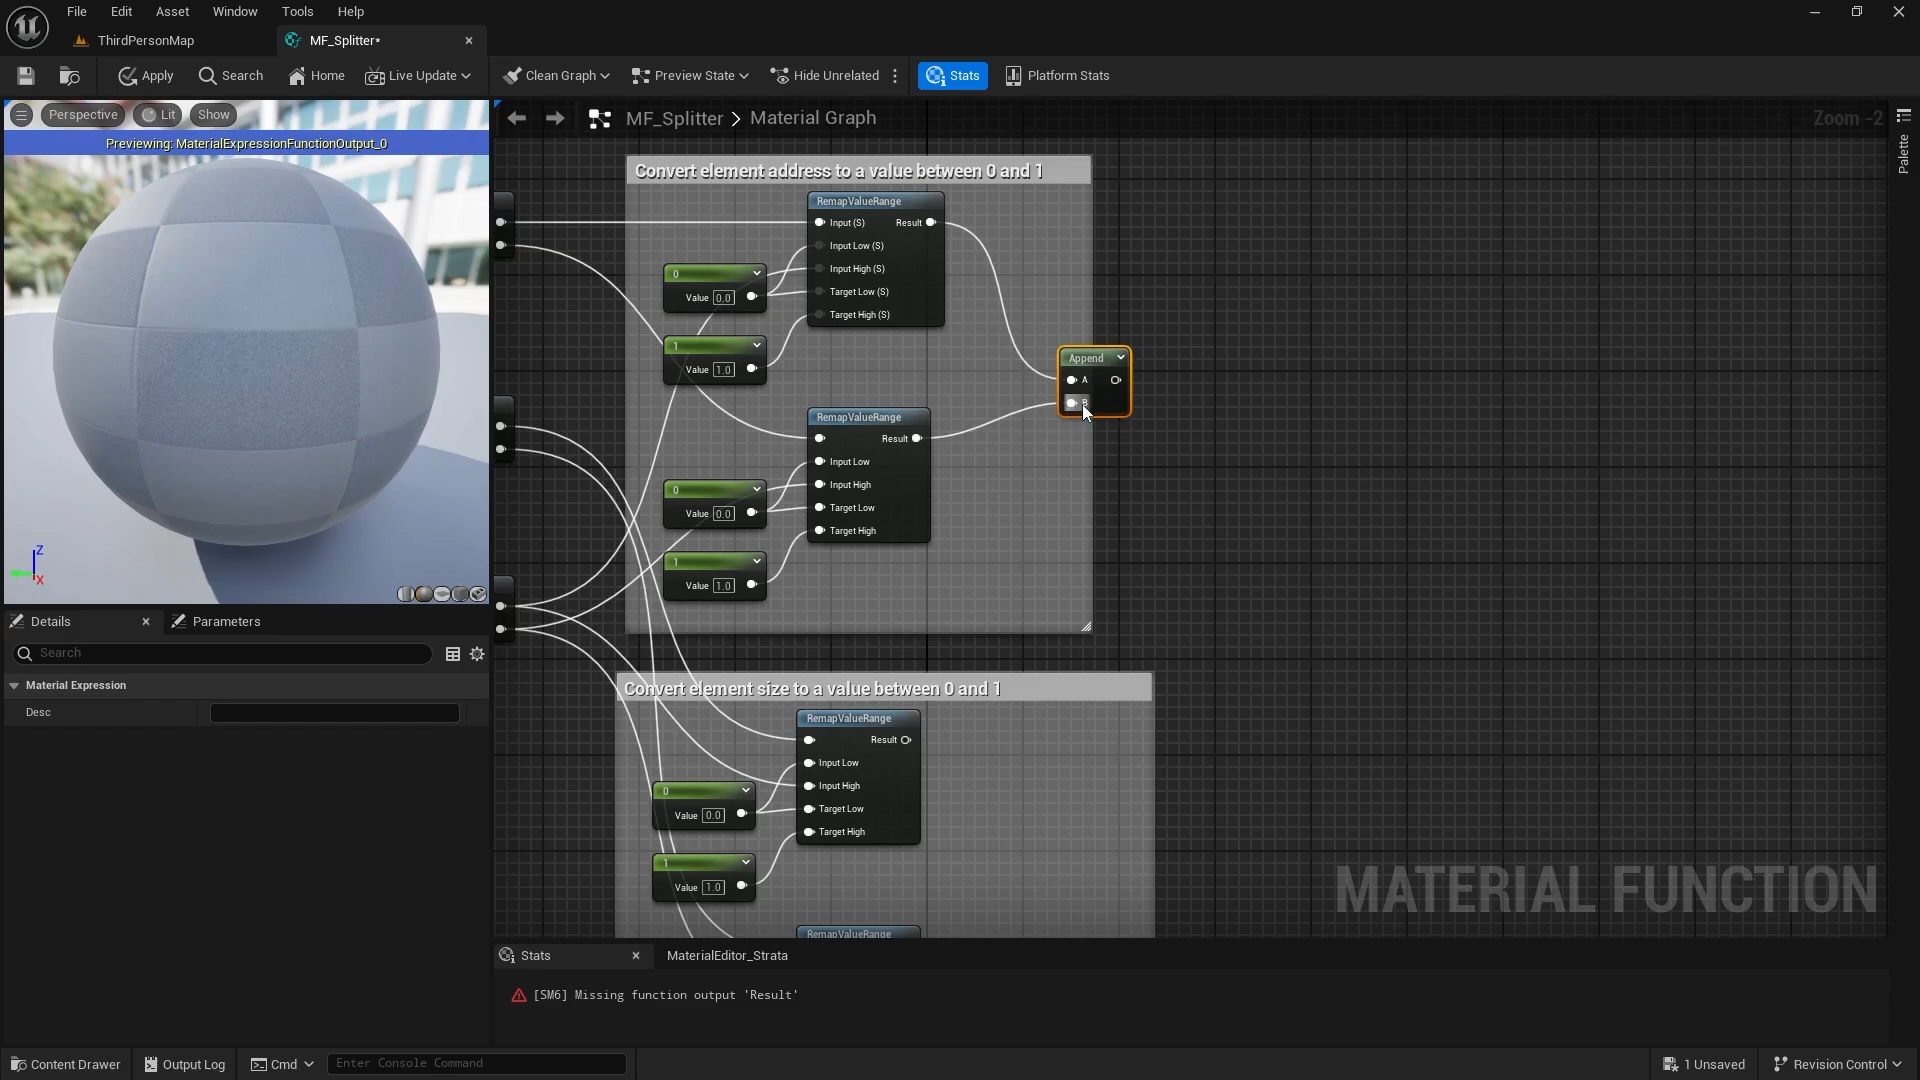 File Edit Asset Window Tools Help
ThirdPersonMap
MF_Splitter*
Apply Search Home Live Update Clean Graph Preview State Hide Unrelated Stats Platform Stats
Perspective Lit Show
Previewing: MaterialExpressionFunctionOutput_0
Z
X
MF_Splitter > Material Graph
Zoom -2
Palette
Convert element address to a value between 0 and 1
RemapValueRange
Input (S) Result
Input Low (S)
Input High (S)
Target Low (S)
Target High (S)
0
Value 0.0
1
Value 1.0
Append
A
B
RemapValueRange
Result
Input Low
Input High
Target Low
Target High
0
Value 0.0
1
Value 1.0
Convert element size to a value between 0 and 1
RemapValueRange
Result
Input Low
Input High
Target Low
Target High
0
Value 0.0
1
Value 1.0
RemapValueRange
MATERIAL FUNCTION
Details
Parameters
Search
Material Expression
Desc
Stats
MaterialEditor_Strata
[SM6] Missing function output 'Result'
Content Drawer Output Log Cmd Enter Console Command 1 Unsaved Revision Control